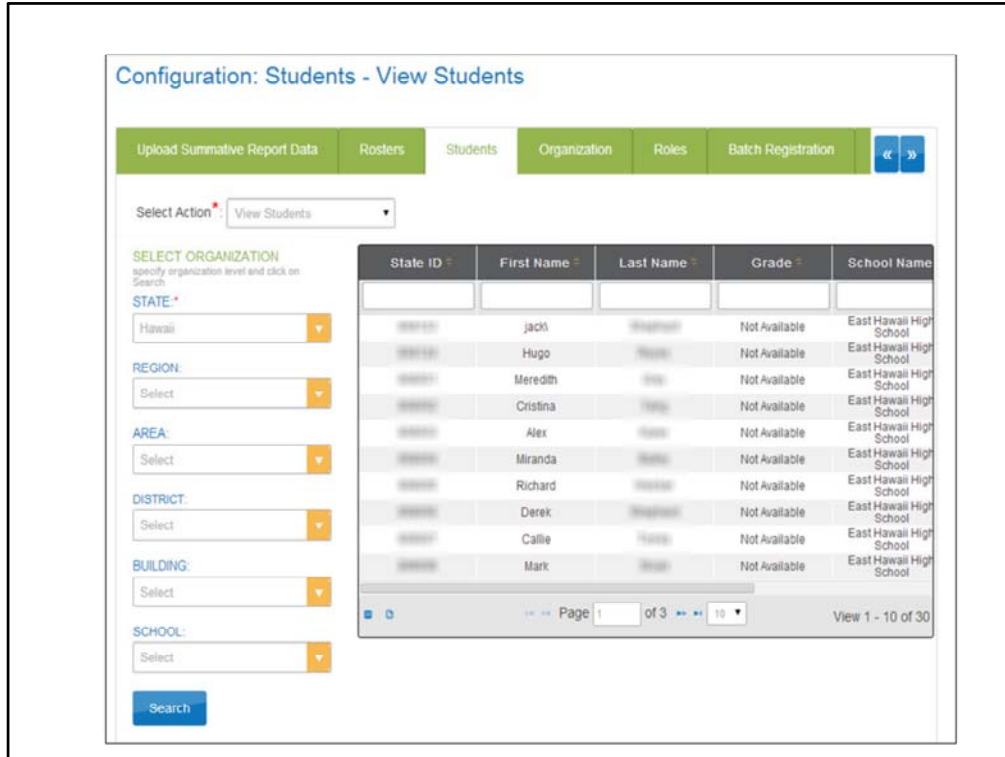 Configuration: Students - View Students
Upload Summative Report Data Rosters Students Organization Roles Batch Registration « »
Select Action*: View Students
SELECT ORGANIZATION
specify organization level and click on
Search
STATE:*
Hawaii
REGION:
Select
AREA:
Select
DISTRICT:
Select
BUILDING:
Select
SCHOOL:
Select
Search
State ID First Name Last Name Grade School Name
jack\ Not Available East Hawaii High
School
Hugo Not Available East Hawaii High
School
Meredith Not Available East Hawaii High
School
Cristina Not Available East Hawaii High
School
Alex Not Available East Hawaii High
School
Miranda Not Available East Hawaii High
School
Richard Not Available East Hawaii High
School
Derek Not Available East Hawaii High
School
Callie Not Available East Hawaii High
School
Mark Not Available East Hawaii High
School
Page 1 of 3 10 View 1 - 10 of 30